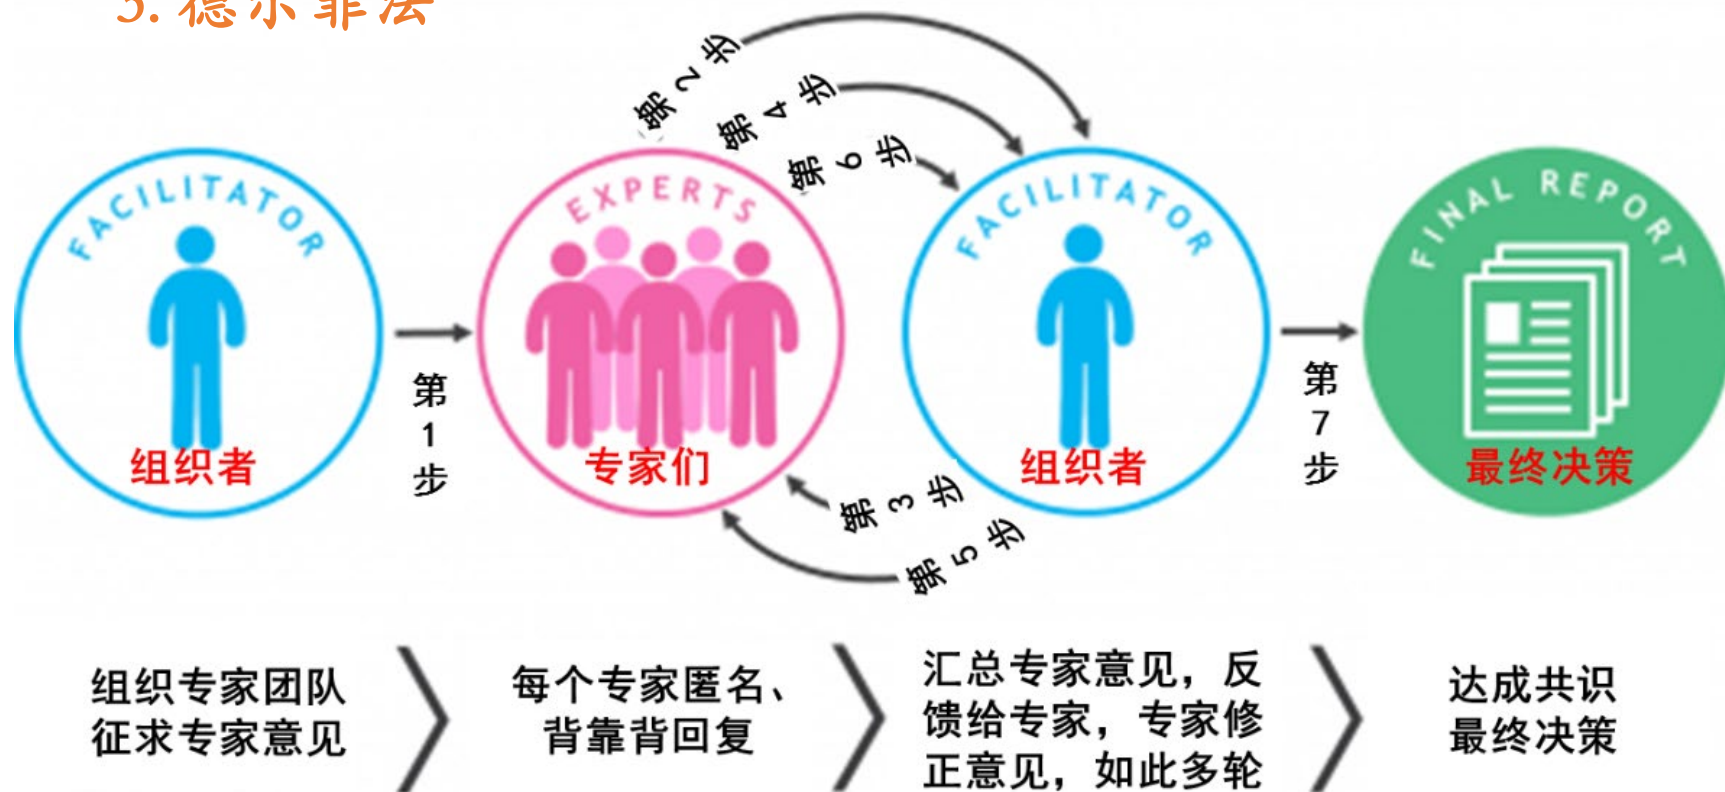 3.德尔菲法
第2步
第4步
第6步
FACILITATOR
组织者
第1步
EXPERTS
专家们
FACILITATOR
组织者
第7步
FINAL REPORT
最终决策
第3步
第5步
组织专家团队
征求专家意见
每个专家匿名、
背靠背回复
汇总专家意见，反
馈给专家，专家修
正意见，如此多轮
达成共识
最终决策